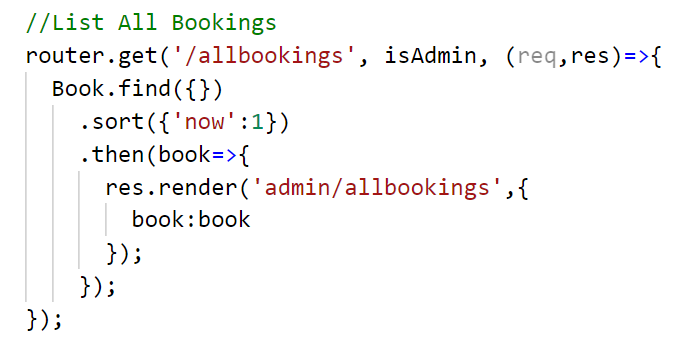 //List All Bookings
router.get('/allbookings', isAdmin, (req,res)=>{
Book.find({})
.sort({'now':1})
.then(book=>{
res.render('admin/allbookings',{
book:book
});
});
});